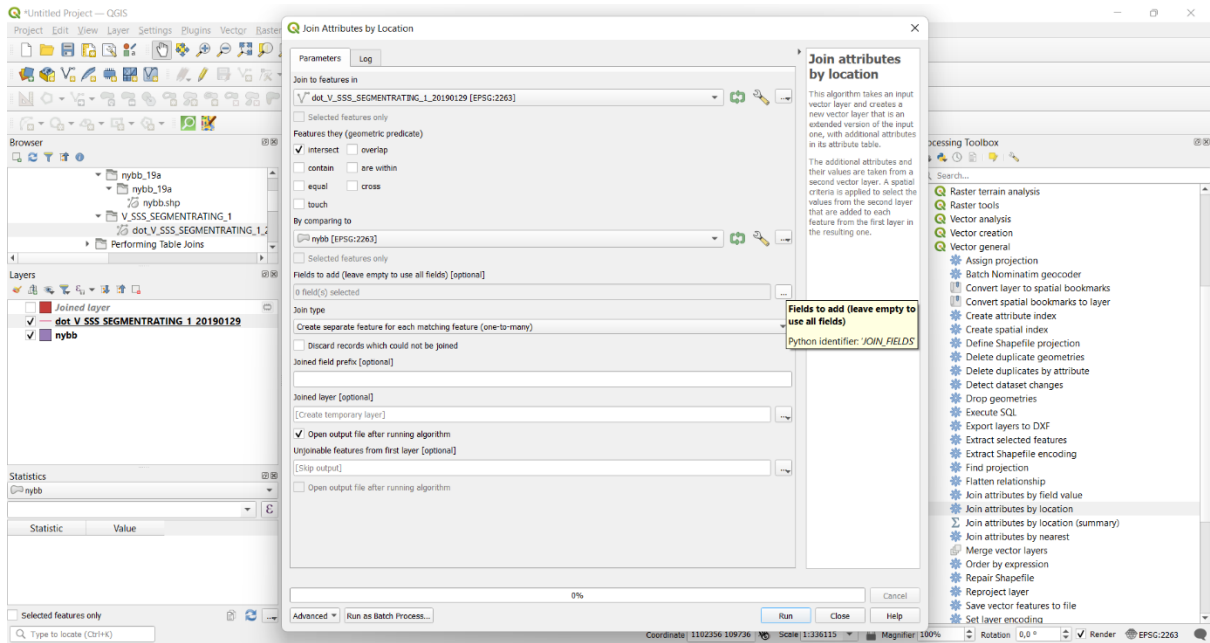 *Untitled Project — QGIS
Project Edit View Layer Settings Plugins Vector Raster
Browser
nybb_19a
nybb_19a
nybb.shp
V_SSS_SEGMENTRATING_1
dot_V_SSS_SEGMENTRATING_1_2
Performing Table Joins
Layers
Joined layer
dot_V_SSS_SEGMENTRATING_1_20190129
nybb
Statistics
nybb
ε
Statistic Value
Selected features only
Type to locate (Ctrl+K)
Join Attributes by Location
Parameters Log
Join to features in
dot_V_SSS_SEGMENTRATING_1_20190129 [EPSG:2263]
Selected features only
Features they (geometric predicate)
intersect overlap
contain are within
equal cross
touch
By comparing to
nybb [EPSG:2263]
Selected features only
Fields to add (leave empty to use all fields) [optional]
0 field(s) selected
Join type
Create separate feature for each matching feature (one-to-many)
Discard records which could not be joined
Joined field prefix [optional]
Joined layer [optional]
[Create temporary layer]
Open output file after running algorithm
Unjoinable features from first layer [optional]
[Skip output]
Open output file after running algorithm
0% Cancel
Advanced Run as Batch Process... Run Close Help
Join attributes
by location
This algorithm takes an input
vector layer and creates a
new vector layer that is an
extended version of the input
one, with additional attributes
in its attribute table.
The additional attributes and
their values are taken from a
second vector layer. A spatial
criteria is applied to select the
values from the second layer
that are added to each
feature from the first layer in
the resulting one.
Fields to add (leave empty to
use all fields)
Python identifier: 'JOIN_FIELDS'
ocessing Toolbox
Search...
Raster terrain analysis
Raster tools
Vector analysis
Vector creation
Vector general
Assign projection
Batch Nominatim geocoder
Convert layer to spatial bookmarks
Convert spatial bookmarks to layer
Create attribute index
Create spatial index
Define Shapefile projection
Delete duplicate geometries
Delete duplicates by attribute
Detect dataset changes
Drop geometries
Execute SQL
Export layers to DXF
Extract selected features
Extract Shapefile encoding
Find projection
Flatten relationship
Join attributes by field value
Join attributes by location
Join attributes by location (summary)
Join attributes by nearest
Merge vector layers
Order by expression
Repair Shapefile
Reproject layer
Save vector features to file
Set layer encoding
Coordinate 1102356 109736 Scale 1:336115 Magnifier 100% Rotation 0,0 ° Render EPSG:2263